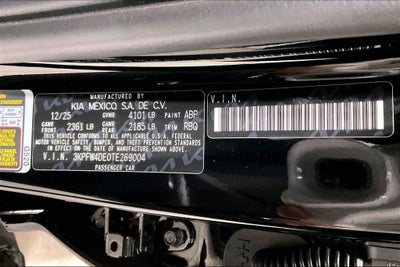 MANUFACTURED BY
KIA MEXICO, S.A. DE C.V.
12/25 GVWR 4101 LB PAINT ABP
GAWR FRONT 2361 LB GAWR REAR 2185 LB TRIM RBQ
THIS VEHICLE CONFORMS TO ALL APPLICABLE FEDERAL
MOTOR VEHICLE SAFETY, BUMPER, AND THEFT PREVENTION STANDARDS
IN EFFECT ON THE DATE OF MANUFACTURE SHOWN ABOVE.
V.I.N. 3KPFW4DE0TE269004
PASSENGER CAR
V.I.N.
G520